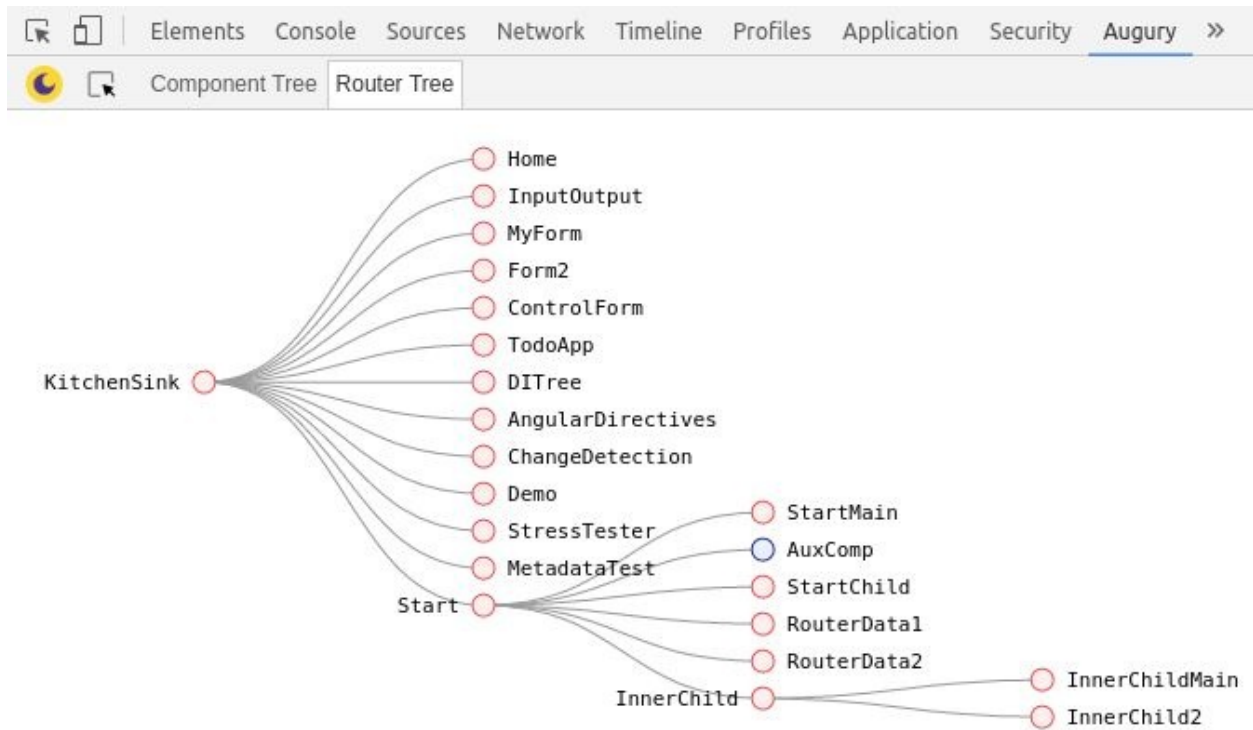 Elements Console Sources Network Timeline Profiles Application Security Augury »
Component Tree Router Tree
Home
InputOutput
MyForm
Form2
ControlForm
TodoApp
KitchenSink DITree
AngularDirectives
ChangeDetection
Demo
StartMain
StressTester
AuxComp
MetadataTest
StartChild
Start
RouterData1
RouterData2
InnerChildMain
InnerChild
InnerChild2